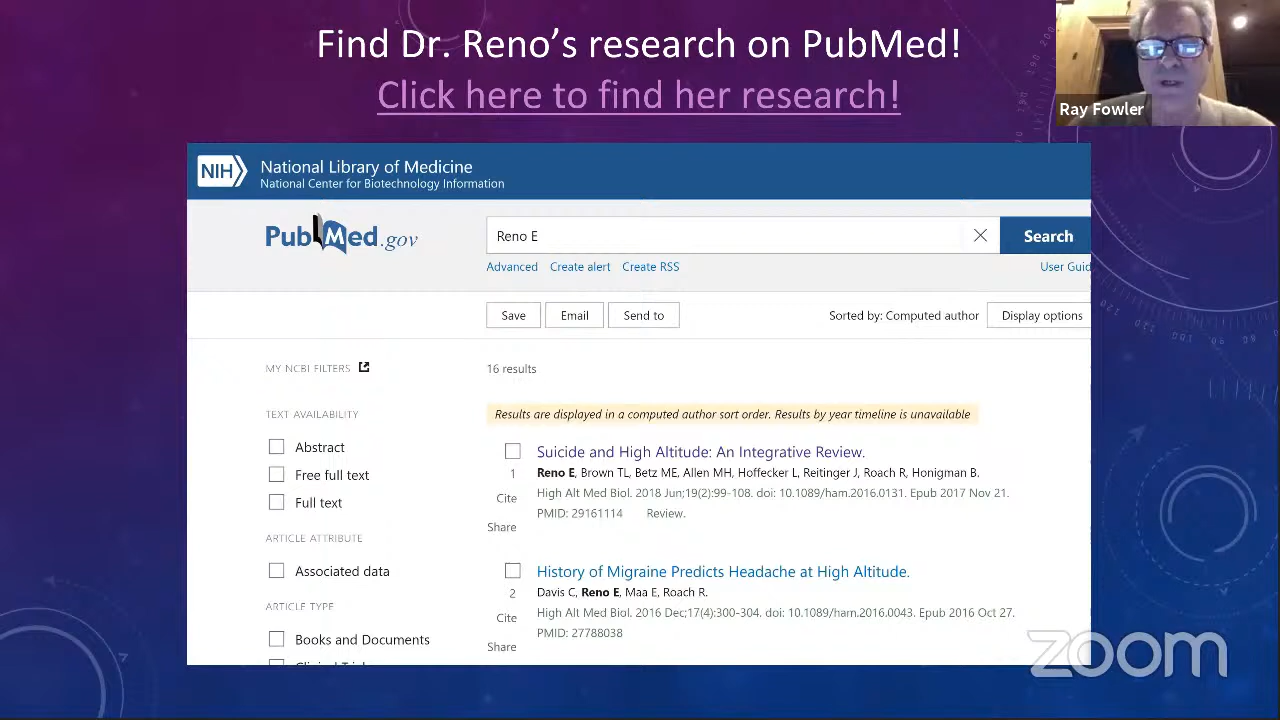 Find Dr. Reno’s research on PubMed!
Click here to find her research!
Ray Fowler
NIH
National Library of Medicine
National Center for Biotechnology Information
PubMed.gov
Reno E
Search
Advanced Create alert Create RSS
User Guid
Save Email Send to
Sorted by: Computed author
Display options
MY NCBI FILTERS
16 results
TEXT AVAILABILITY
Results are displayed in a computed author sort order. Results by year timeline is unavailable
Abstract
Free full text
Full text
ARTICLE ATTRIBUTE
Associated data
ARTICLE TYPE
Books and Documents
Suicide and High Altitude: An Integrative Review.
1
Reno E, Brown TL, Betz ME, Allen MH, Hoffecker L, Reitinger J, Roach R, Honigman B.
Cite
High Alt Med Biol. 2018 Jun;19(2):99-108. doi: 10.1089/ham.2016.0131. Epub 2017 Nov 21.
PMID: 29161114 Review.
Share
History of Migraine Predicts Headache at High Altitude.
2
Davis C, Reno E, Maa E, Roach R.
Cite
High Alt Med Biol. 2016 Dec;17(4):300-304. doi: 10.1089/ham.2016.0043. Epub 2016 Oct 27.
PMID: 27788038
Share
zoom